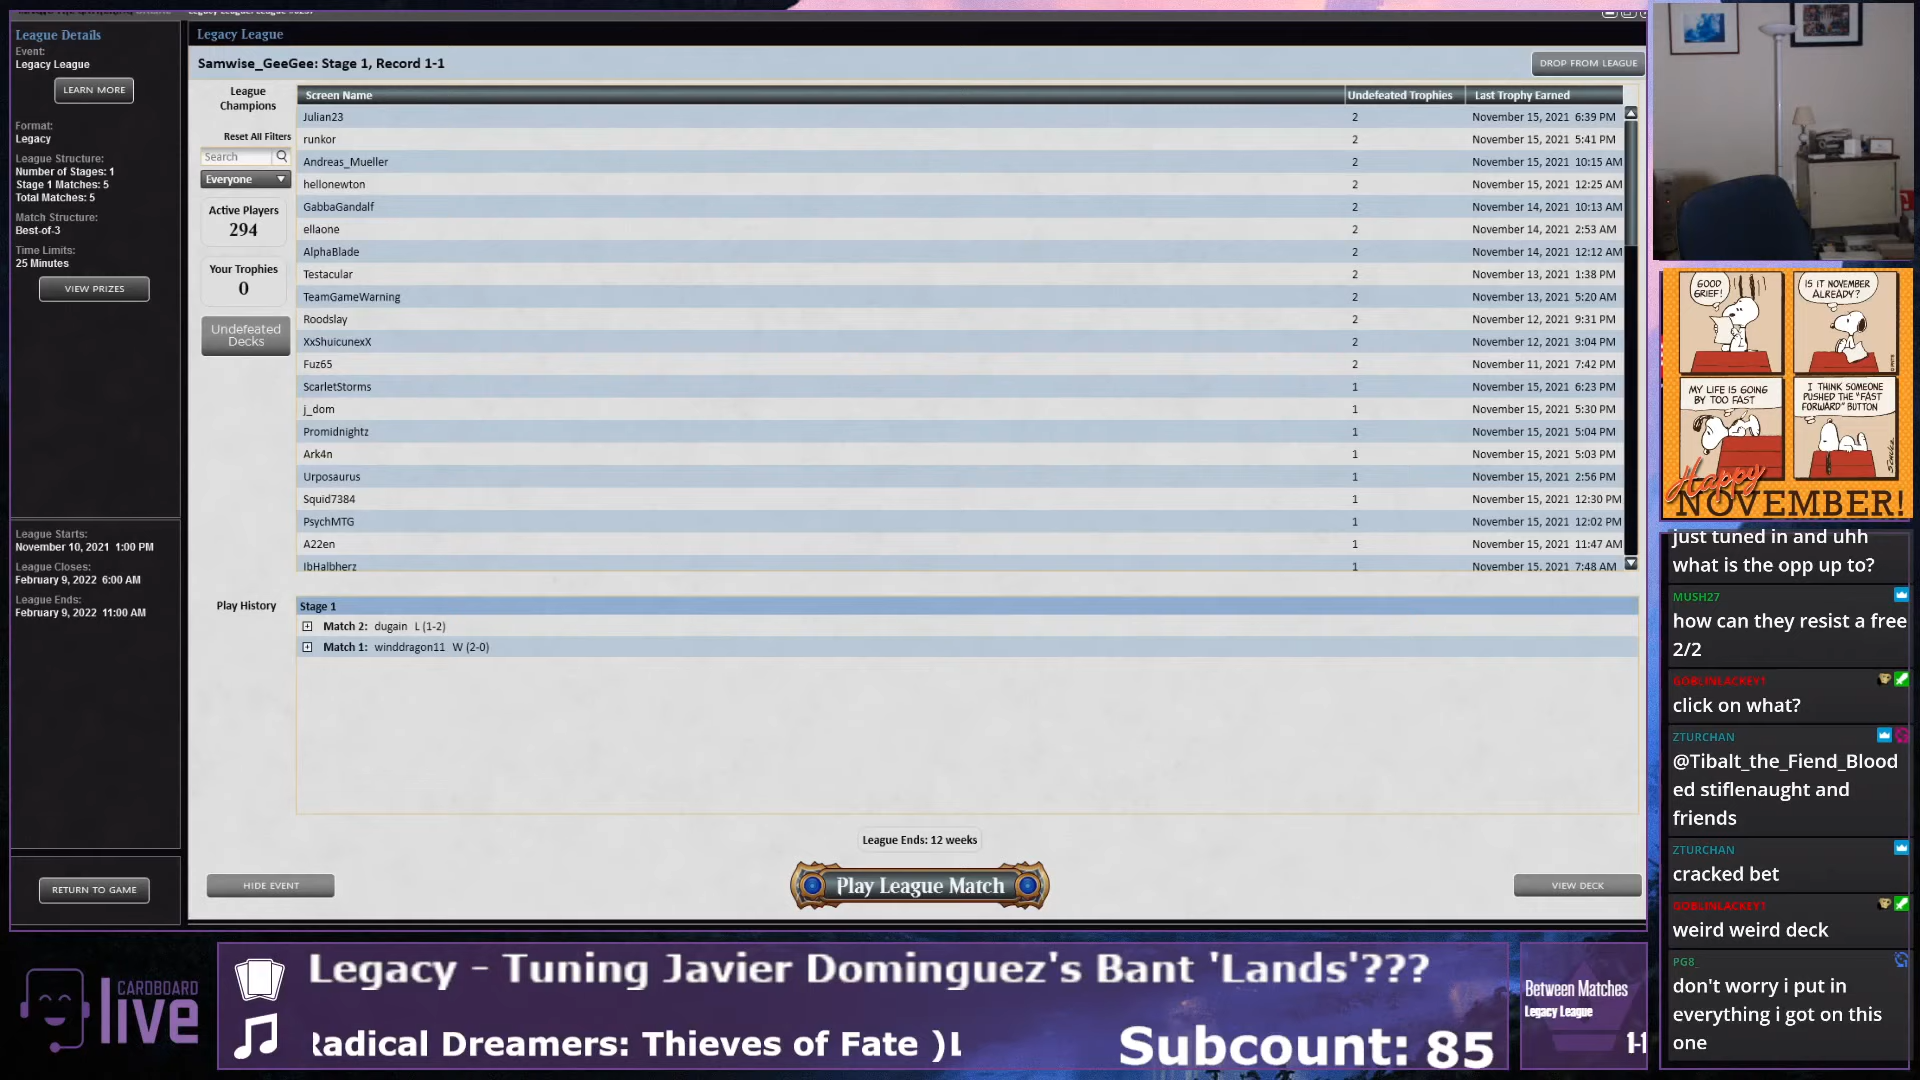 League Details
Event:
Legacy League
LEARN MORE
Format:
Legacy
League Structure:
Number of Stages: 1
Stage 1 Matches: 5
Total Matches: 5
Match Structure:
Best-of-3
Time Limits:
25 Minutes
VIEW PRIZES
League Starts:
November 10, 2021 1:00 PM
League Closes:
February 9, 2022 6:00 AM
League Ends:
February 9, 2022 11:00 AM
RETURN TO GAME
Legacy League
Samwise_GeeGee: Stage 1, Record 1-1
DROP FROM LEAGUE
League
Champions
Reset All Filters
Search
Everyone
Active Players
294
Your Trophies
0
Undefeated
Decks
Screen Name Undefeated Trophies Last Trophy Earned
Julian23 2 November 15, 2021 6:39 PM
runkor 2 November 15, 2021 5:41 PM
Andreas_Mueller 2 November 15, 2021 10:15 AM
hellonewton 2 November 15, 2021 12:25 AM
GabbaGandalf 2 November 14, 2021 10:13 AM
ellaone 2 November 14, 2021 2:53 AM
AlphaBlade 2 November 14, 2021 12:12 AM
Testacular 2 November 13, 2021 1:38 PM
TeamGameWarning 2 November 13, 2021 5:20 AM
Roodslay 2 November 12, 2021 9:31 PM
XxShuicunexX 2 November 12, 2021 3:04 PM
Fuz65 2 November 11, 2021 7:42 PM
ScarletStorms 1 November 15, 2021 6:23 PM
j_dom 1 November 15, 2021 5:30 PM
Promidnightz 1 November 15, 2021 5:04 PM
Ark4n 1 November 15, 2021 5:03 PM
Urposaurus 1 November 15, 2021 2:56 PM
Squid7384 1 November 15, 2021 12:30 PM
PsychMTG 1 November 15, 2021 12:02 PM
A22en 1 November 15, 2021 11:47 AM
IbHalbherz 1 November 15, 2021 7:48 AM
Play History
Stage 1
Match 2: dugain L (1-2)
Match 1: winddragon11 W (2-0)
League Ends: 12 weeks
HIDE EVENT
Play League Match
VIEW DECK
GOOD
GRIEF!
IS IT NOVEMBER
ALREADY?
MY LIFE IS GOING
BY TOO FAST
I THINK SOMEONE
PUSHED THE "FAST
FORWARD" BUTTON
SCHULZ
Happy
NOVEMBER!
just tuned in and uhh
what is the opp up to?
MUSH27
how can they resist a free
2/2
GOBLINLACKEY1
click on what?
ZTURCHAN
@Tibalt_the_Fiend_Blood
ed stiflenaught and
friends
ZTURCHAN
cracked bet
GOBLINLACKEY1
weird weird deck
PG8_
don't worry i put in
everything i got on this
one
CARDBOARD
live
Legacy - Tuning Javier Dominguez's Bant 'Lands'???
Radical Dreamers: Thieves of Fate )
Subcount: 85
Between Matches
Legacy League
1-1